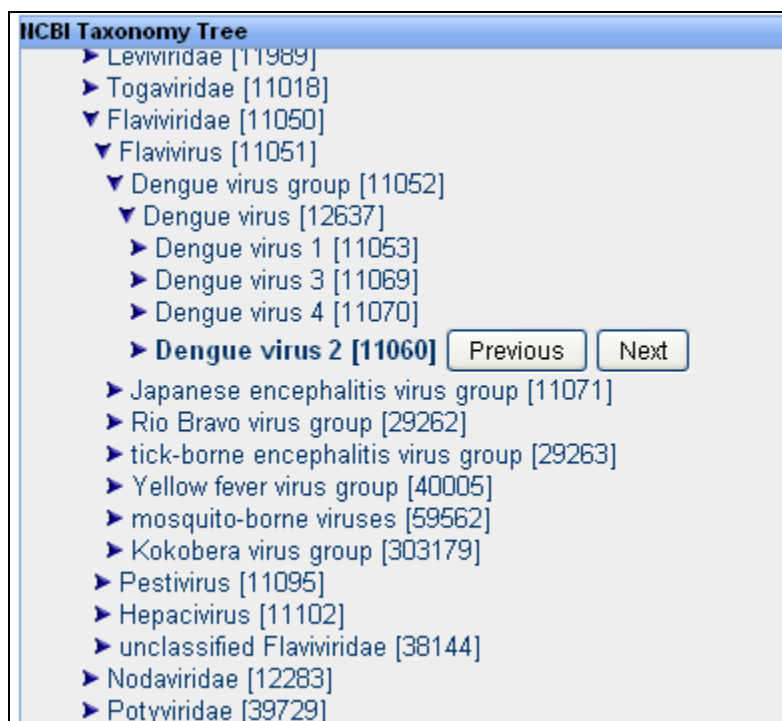 NCBI Taxonomy Tree
Leviviridae [11989]
Togaviridae [11018]
Flaviviridae [11050]
Flavivirus [11051]
Dengue virus group [11052]
Dengue virus [12637]
Dengue virus 1 [11053]
Dengue virus 3 [11069]
Dengue virus 4 [11070]
Dengue virus 2 [11060] Previous Next
Japanese encephalitis virus group [11071]
Rio Bravo virus group [29262]
tick-borne encephalitis virus group [29263]
Yellow fever virus group [40005]
mosquito-borne viruses [59562]
Kokobera virus group [303179]
Pestivirus [11095]
Hepacivirus [11102]
unclassified Flaviviridae [38144]
Nodaviridae [12283]
Potyviridae [39729]